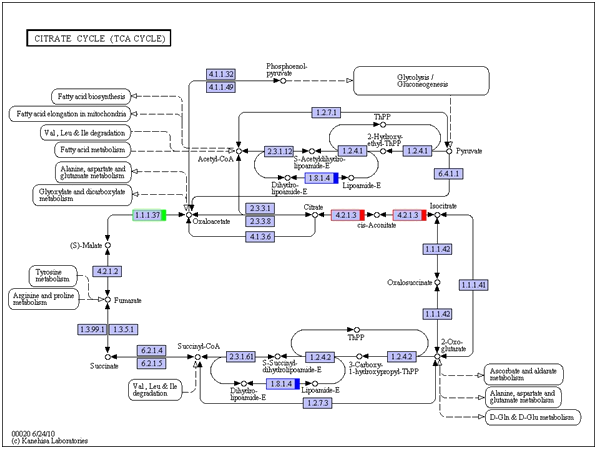 CITRATE CYCLE (TCA CYCLE)
Phosphoenol-
pyruvate
4.1.1.32
4.1.1.49
Glycolysis /
Gluconeogenesis
Fatty acid biosynthesis
Fatty acid elongation in mitochondria
Val, Leu & Ile degradation
Fatty acid metabolism
Alanine, aspartate and
glutamate metabolism
Glyoxylate and dicarboxylate
metabolism
1.2.7.1
ThPP
2-Hydroxy-
ethyl-ThPP
Acetyl-CoA
2.3.1.12
S-Acetyldihydro-
lipoamide-E
1.2.4.1
1.2.4.1
Pyruvate
1.8.1.4
Dihydro-
lipoamide-E
Lipoamide-E
6.4.1.1
1.1.1.37
Oxaloacetate
2.3.3.1
2.3.3.8
4.1.3.6
Citrate
4.2.1.3
cis-Aconitate
4.2.1.3
Isocitrate
(S)-Malate
4.2.1.2
Fumarate
Tyrosine
metabolism
Arginine and proline
metabolism
1.1.1.42
Oxalosuccinate
1.1.1.41
1.1.1.42
1.3.99.1
1.3.5.1
Succinate
6.2.1.4
6.2.1.5
Succinyl-CoA
2.3.1.61
S-Succinyl-
dihydrolipoamide-E
ThPP
1.2.4.2
3-Carboxy-
1-hydroxypropyl-ThPP
1.2.4.2
2-Oxo-
glutarate
Val, Leu & Ile
degradation
1.8.1.4
Dihydro-
lipoamide-E
Lipoamide-E
1.2.7.3
Ascorbate and aldarate
metabolism
Alanine, aspartate and
glutamate metabolism
D-Gln & D-Glu metabolism
00020 6/24/10
(c) Kanehisa Laboratories